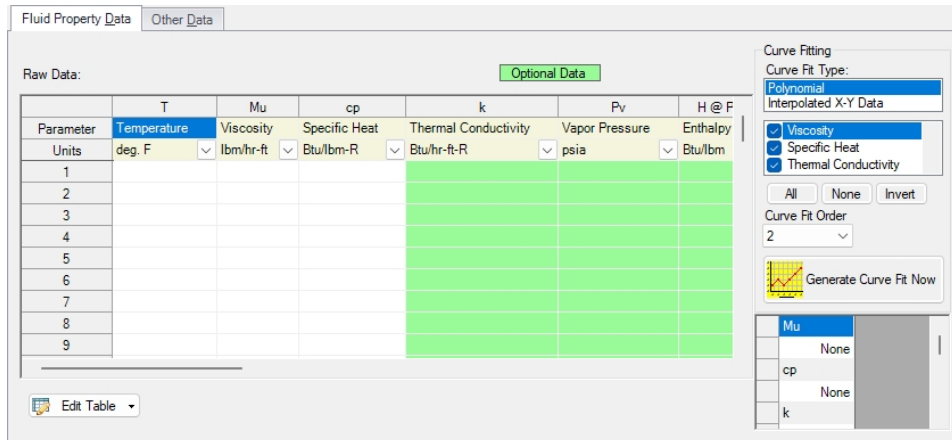 Fluid Property Data Other Data
Raw Data:
Optional Data
T Mu cp k Pv H @ P
Parameter Temperature Viscosity Specific Heat Thermal Conductivity Vapor Pressure Enthalpy
Units deg. F lbm/hr-ft Btu/lbm-R Btu/hr-ft-R psia Btu/lbm
1
2
3
4
5
6
7
8
9
Edit Table
Curve Fitting
Curve Fit Type:
Polynomial
Interpolated X-Y Data
Viscosity
Specific Heat
Thermal Conductivity
All None Invert
Curve Fit Order
2
Generate Curve Fit Now
Mu
None
cp
None
k